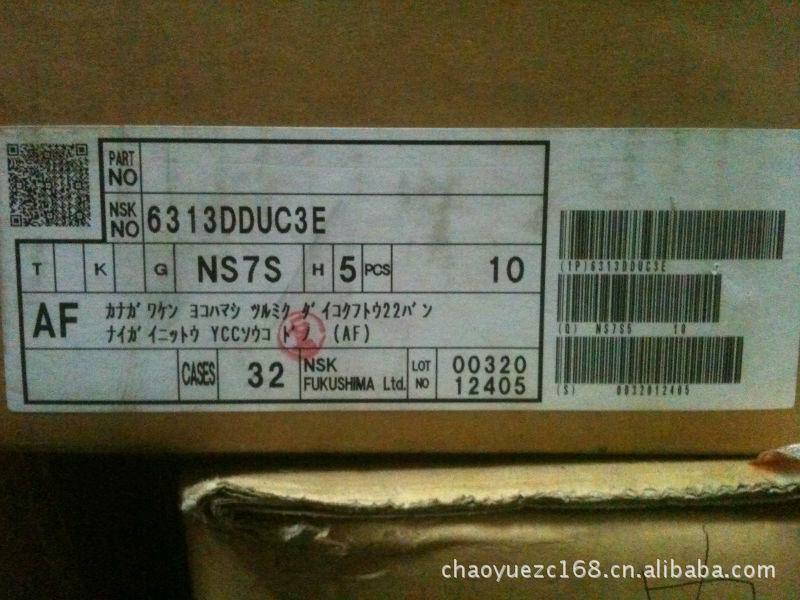 PART NO
NSK NO 6313DDUC3E
T K G NS7S H 5 PCS 10
AF ｶﾅｶﾞﾜｹﾝ ﾖｺﾊﾏｼ ﾂﾙﾐｸ ﾀﾞｲｺｸﾌﾄｳ22ﾊﾞﾝ
ﾅｲｶﾞｲﾆｯﾄｳ YCCｿｳｺ (AF)
CASES 32 NSK FUKUSHIMA Ltd. LOT NO 00320 12405
(1P)6313DDUC3E
(Q) NS7S5 10
(S) 0032012405
chaoyuezc168.cn.alibaba.com